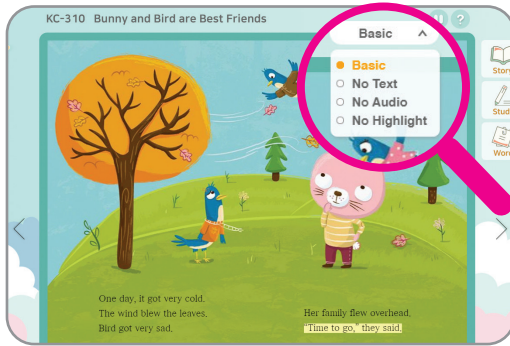 KC-310 Bunny and Bird are Best Friends
?
Basic
Basic
No Text
No Audio
No Highlight
Story
One day, it got very cold.
The wind blew the leaves.
Bird got very sad.
Her family flew overhead,
"Time to go," they said.